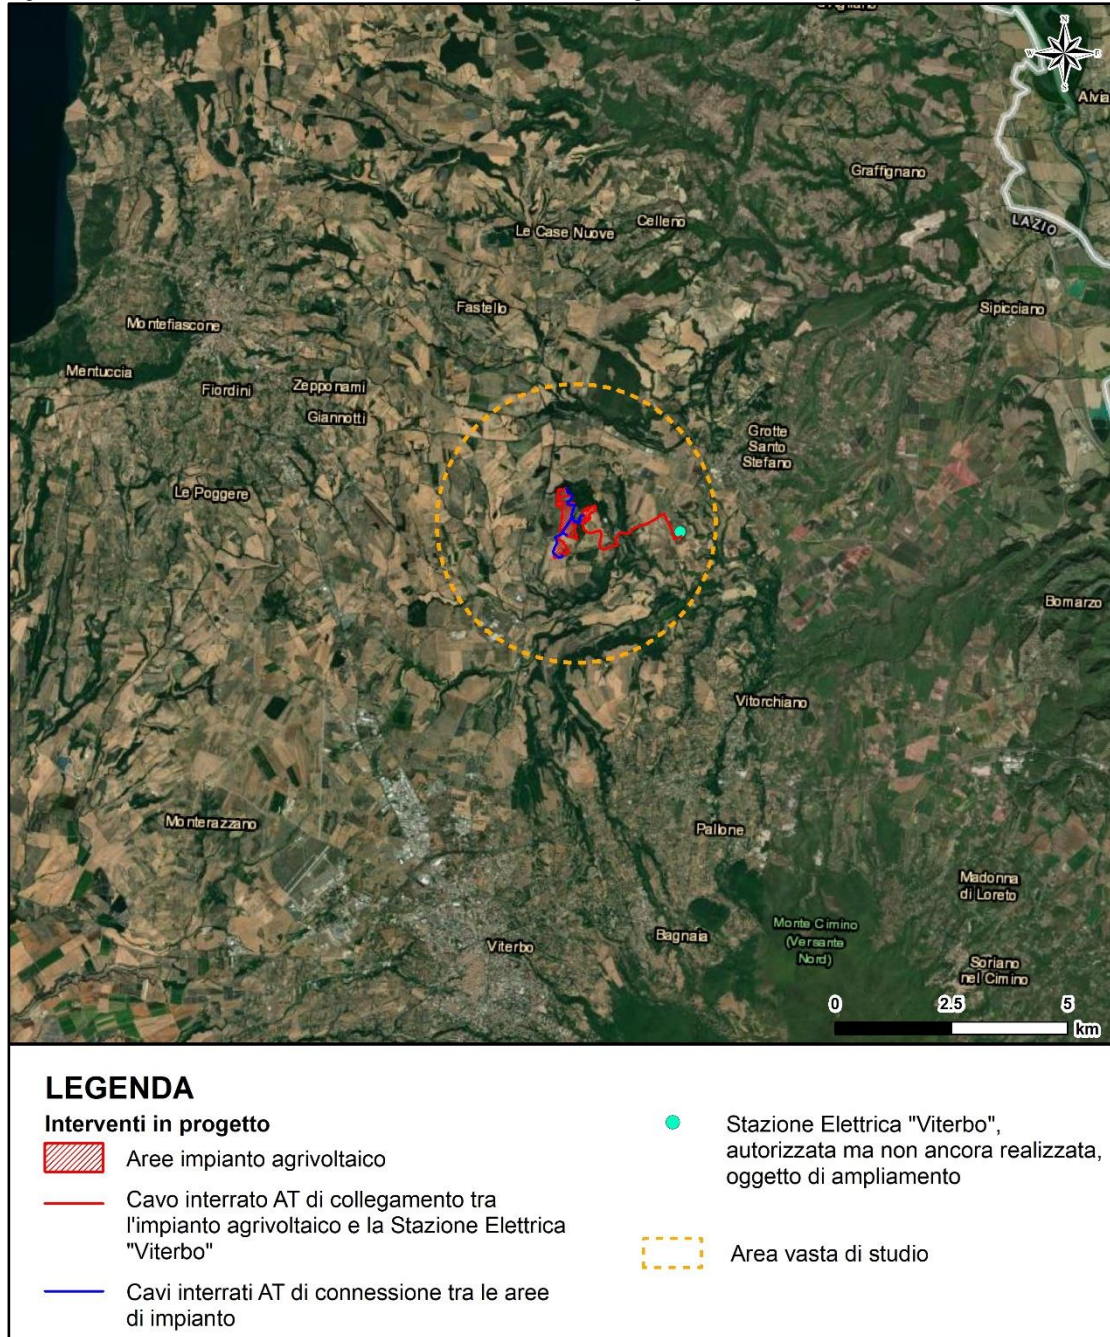 N
W E
S
Alvia
Graffignano
Celleno
Le Case Nuove
LAZIO
Fastello
Sipicciano
Montefiascone
Mentuccia
Fiordini
Zepponami
Giannotti
Grotte
Santo
Stefano
Le Poggere
Bomarzo
Vitorchiano
Monterazzano
Pallone
Madonna
di Loreto
Monte Cimino
(Versante
Nord)
Bagnaia
Viterbo
Soriano
nel Cimino
0 2.5 5
km
LEGENDA
Interventi in progetto
Aree impianto agrivoltaico
Cavo interrato AT di collegamento tra
l'impianto agrivoltaico e la Stazione Elettrica
"Viterbo"
Cavi interrati AT di connessione tra le aree
di impianto
Stazione Elettrica "Viterbo",
autorizzata ma non ancora realizzata,
oggetto di ampliamento
Area vasta di studio